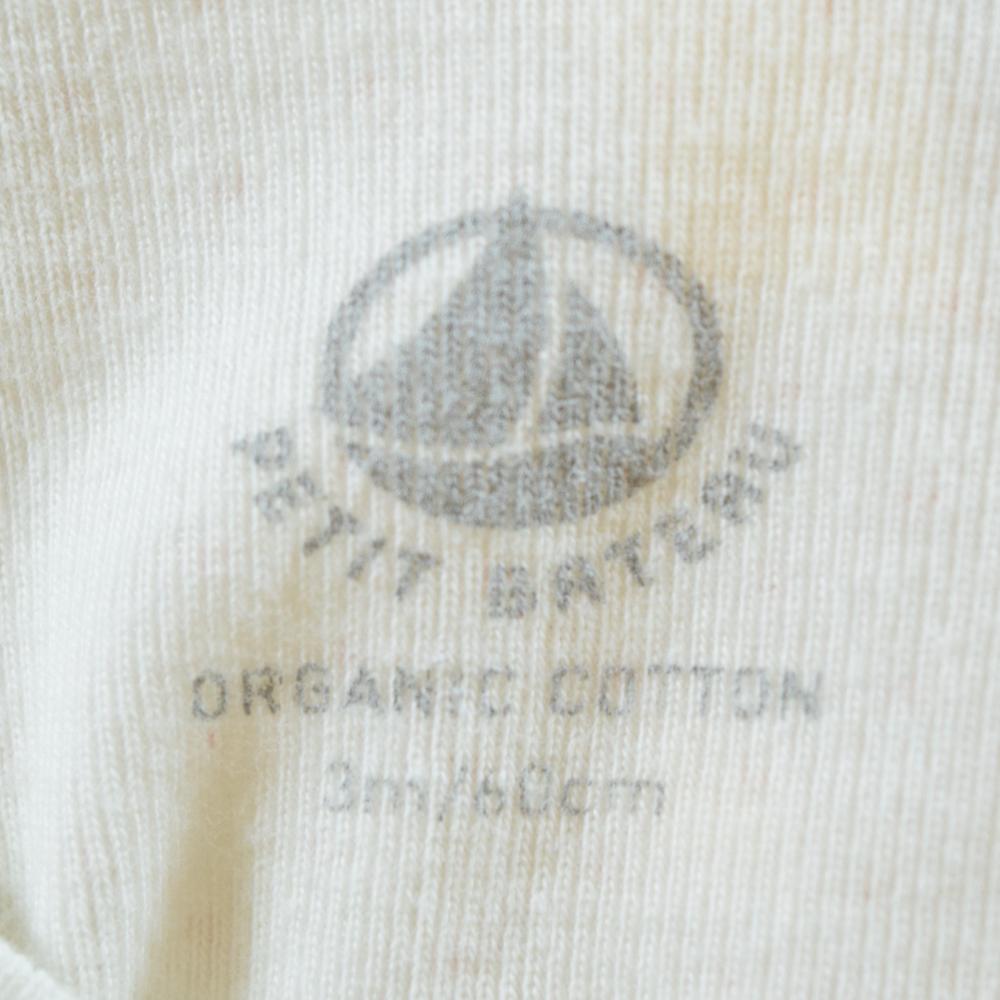 PETIT BATEAU
ORGANIC COTTON
3m/60cm